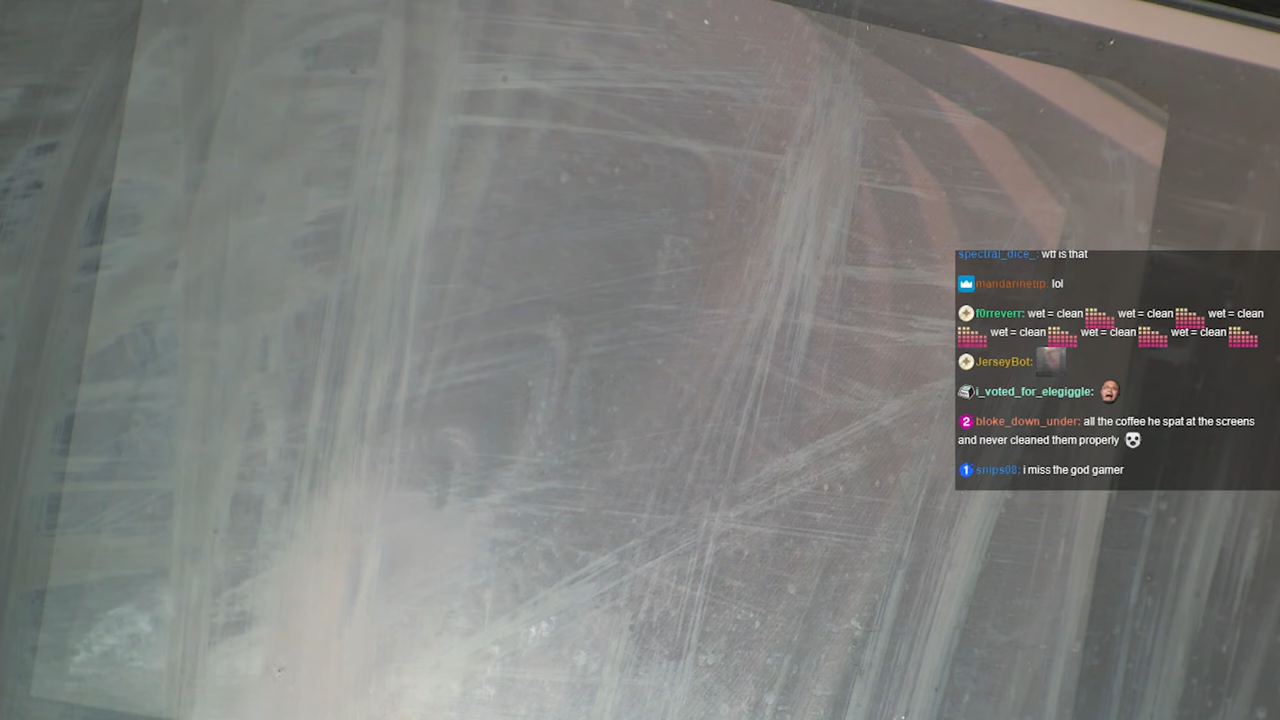 spectral_dice_: wtf is that
mandarinetip: lol
f0rreverr: wet = clean wet = clean wet = clean
wet = clean wet = clean wet = clean
JerseyBot:
i_voted_for_elegiggle:
2 bloke_down_under: all the coffee he spat at the screens
and never cleaned them properly
1 snips08: i miss the god gamer